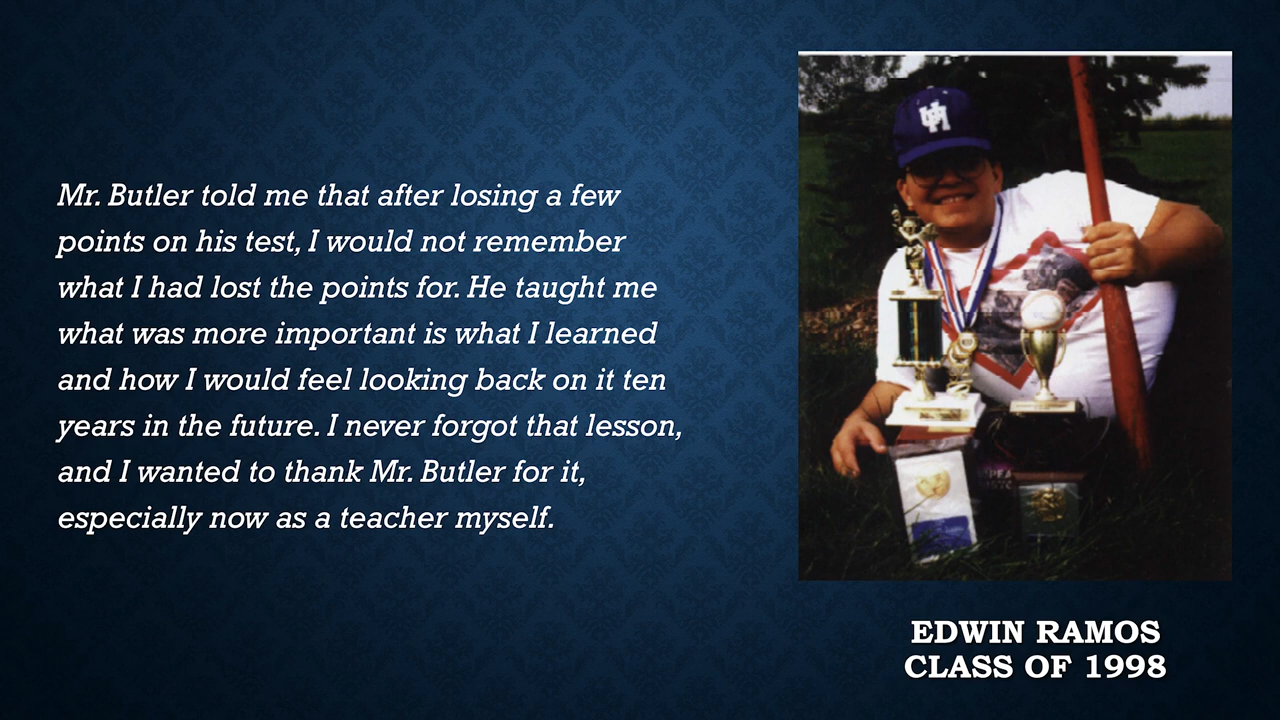 Mr. Butler told me that after losing a few
points on his test, I would not remember
what I had lost the points for. He taught me
what was more important is what I learned
and how I would feel looking back on it ten
years in the future. I never forgot that lesson,
and I wanted to thank Mr. Butler for it,
especially now as a teacher myself.
EDWIN RAMOS
CLASS OF 1998